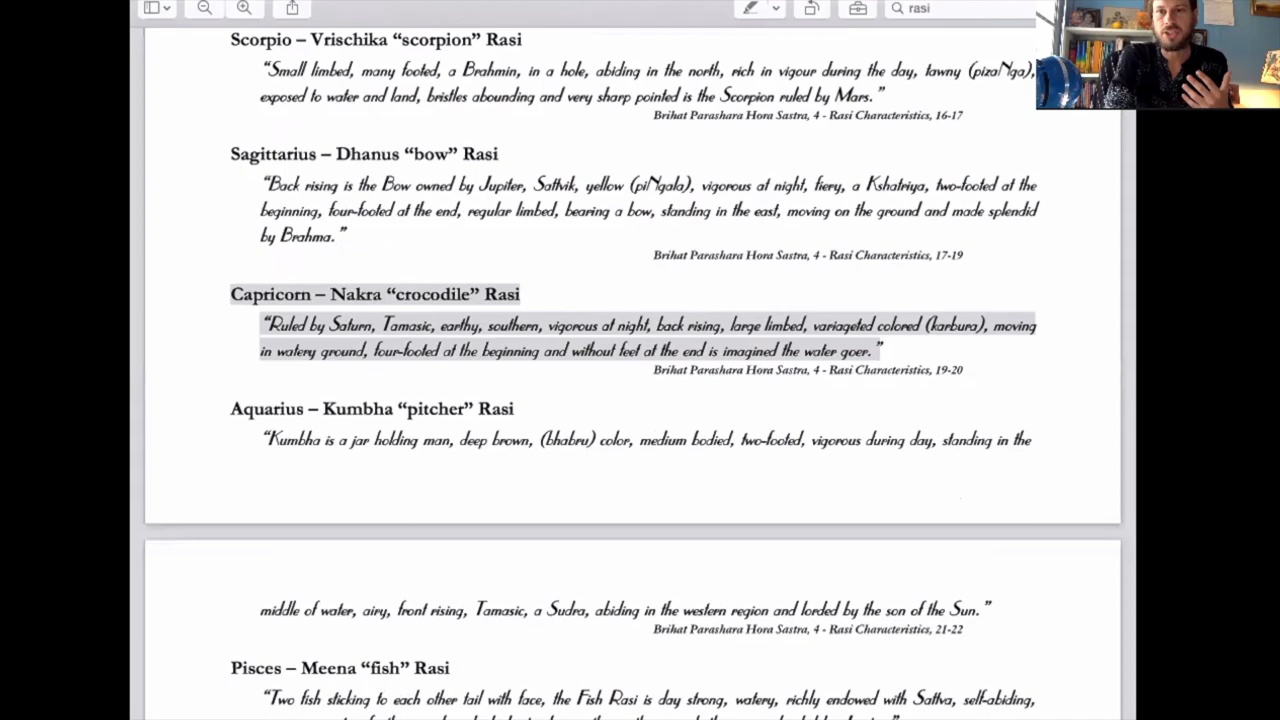 rasi
Scorpio – Vrischika “scorpion” Rasi
“Small limbed, many footed, a Brahmin, in a hole, abiding in the north, rich in vigour during the day, tawny (pizaNga),
exposed to water and land, bristles abounding and very sharp pointed is the Scorpion ruled by Mars.”
Brihat Parashara Hora Sastra, 4 - Rasi Characteristics, 16-17
Sagittarius – Dhanus “bow” Rasi
“Back rising is the Bow owned by Jupiter, Sattvik, yellow (piNgala), vigorous at night, fiery, a Kshatriya, two-footed at the
beginning, four-footed at the end, regular limbed, bearing a bow, standing in the east, moving on the ground and made splendid
by Brahma.”
Brihat Parashara Hora Sastra, 4 - Rasi Characteristics, 17-19
Capricorn – Nakra “crocodile” Rasi
“Ruled by Saturn, Tamasic, earthy, southern, vigorous at night, back rising, large limbed, variageted colored (karbura), moving
in watery ground, four-footed at the beginning and without feet at the end is imagined the water goer.”
Brihat Parashara Hora Sastra, 4 - Rasi Characteristics, 19-20
Aquarius – Kumbha “pitcher” Rasi
“Kumbha is a jar holding man, deep brown, (bhabru) color, medium bodied, two-footed, vigorous during day, standing in the
middle of water, airy, front rising, Tamasic, a Sudra, abiding in the western region and lorded by the son of the Sun.”
Brihat Parashara Hora Sastra, 4 - Rasi Characteristics, 21-22
Pisces – Meena “fish” Rasi
“Two fish sticking to each other tail with face, the Fish Rasi is day strong, watery, richly endowed with Sattva, self-abiding,